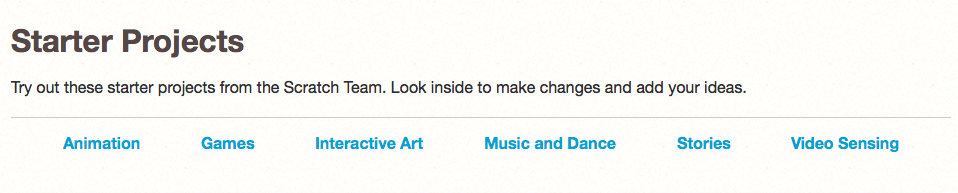 Starter Projects
Try out these starter projects from the Scratch Team. Look inside to make changes and add your ideas.
Animation Games Interactive Art Music and Dance Stories Video Sensing